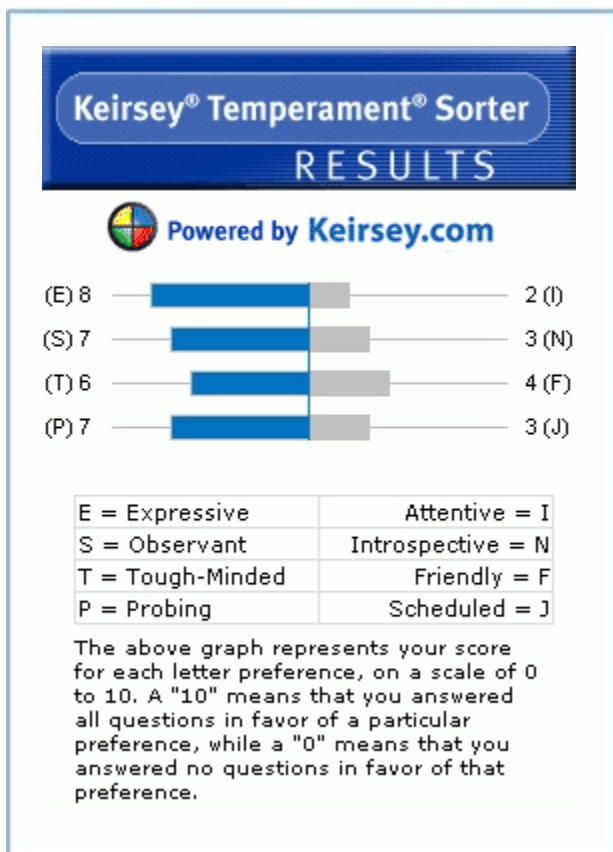 Keirsey® Temperament® Sorter
RESULTS
Powered by Keirsey.com
(E) 8 2 (I)
(S) 7 3 (N)
(T) 6 4 (F)
(P) 7 3 (J)
E = Expressive Attentive = I
S = Observant Introspective = N
T = Tough-Minded Friendly = F
P = Probing Scheduled = J
The above graph represents your score
for each letter preference, on a scale of 0
to 10. A "10" means that you answered
all questions in favor of a particular
preference, while a "0" means that you
answered no questions in favor of that
preference.